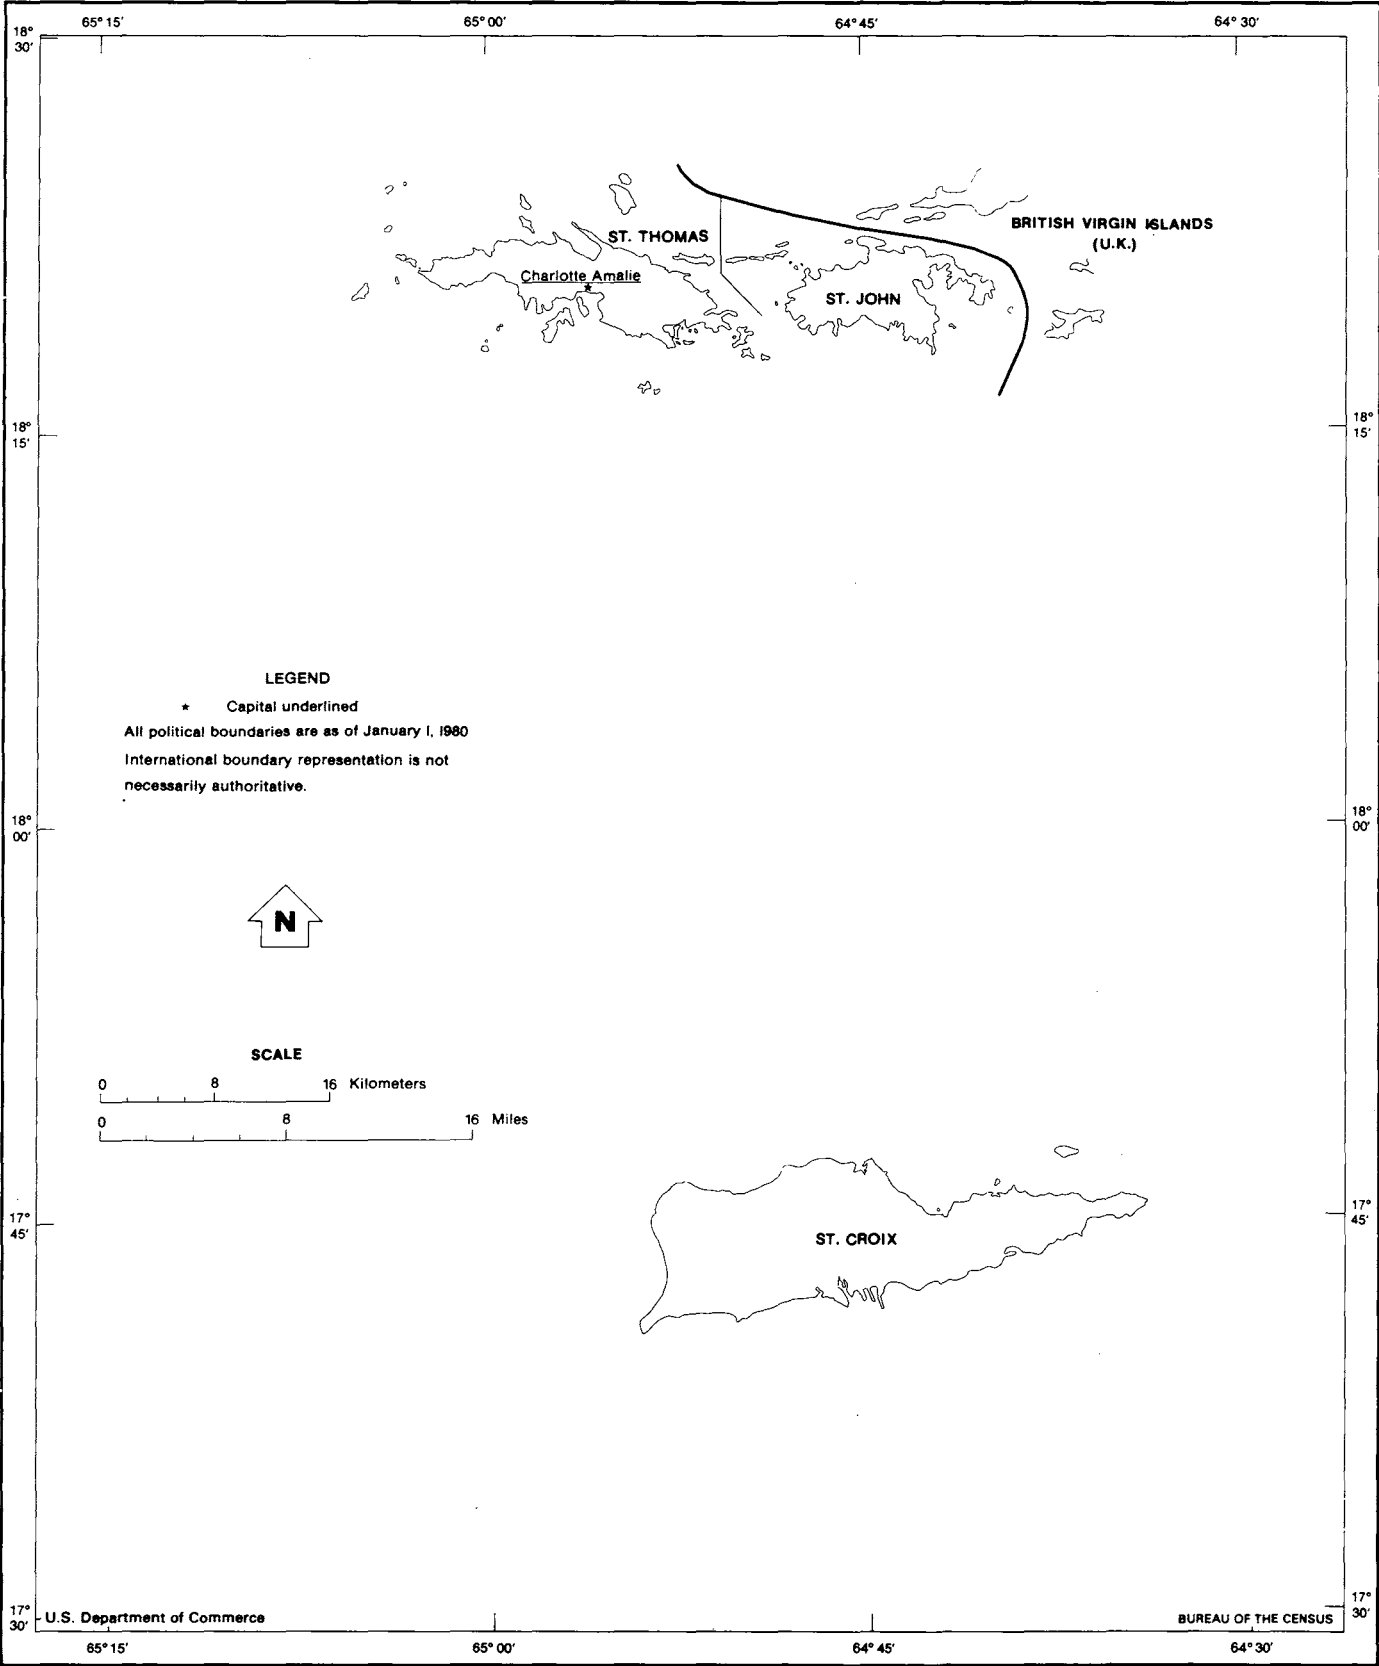 65° 15′ 65° 00′ 64° 45′ 64° 30′
18°
30′
BRITISH VIRGIN ISLANDS
(U.K.)
ST. THOMAS
Charlotte Amalie
ST. JOHN
18° 18°
15′ 15′
LEGEND
★ Capital underlined
All political boundaries are as of January 1, 1980
International boundary representation is not
necessarily authoritative.
18° 18°
00′ 00′
N
SCALE
0 8 16 Kilometers
0 8 16 Miles
17° 17°
45′ 45′
ST. CROIX
17° 17°
30′ 30′
U.S. Department of Commerce BUREAU OF THE CENSUS
65° 15′ 65° 00′ 64° 45′ 64° 30′